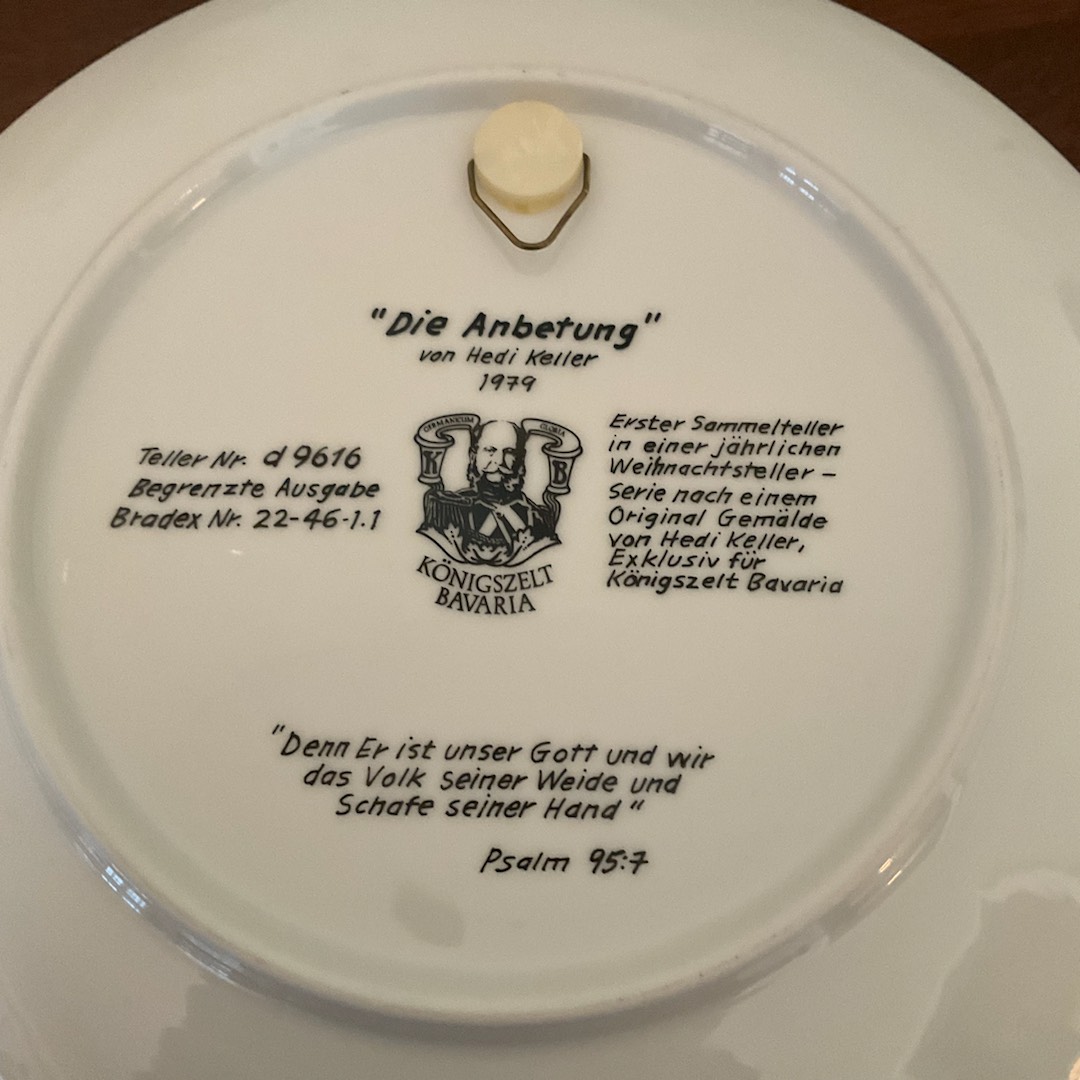 "Die Anbetung"
von Hedi Keller
1979
Teller Nr. d 9616
Begrenzte Ausgabe
Bradex Nr. 22-46-1.1
GERMANICUM GLORIA
K B
KÖNIGSZELT
BAVARIA
Erster Sammelteller
in einer jährlichen
Weihnachtsteller –
Serie nach einem
Original Gemälde
von Hedi Keller,
Exklusiv für
Königszelt Bavaria
"Denn Er ist unser Gott und wir
das Volk seiner Weide und
Schafe seiner Hand"
Psalm 95:7